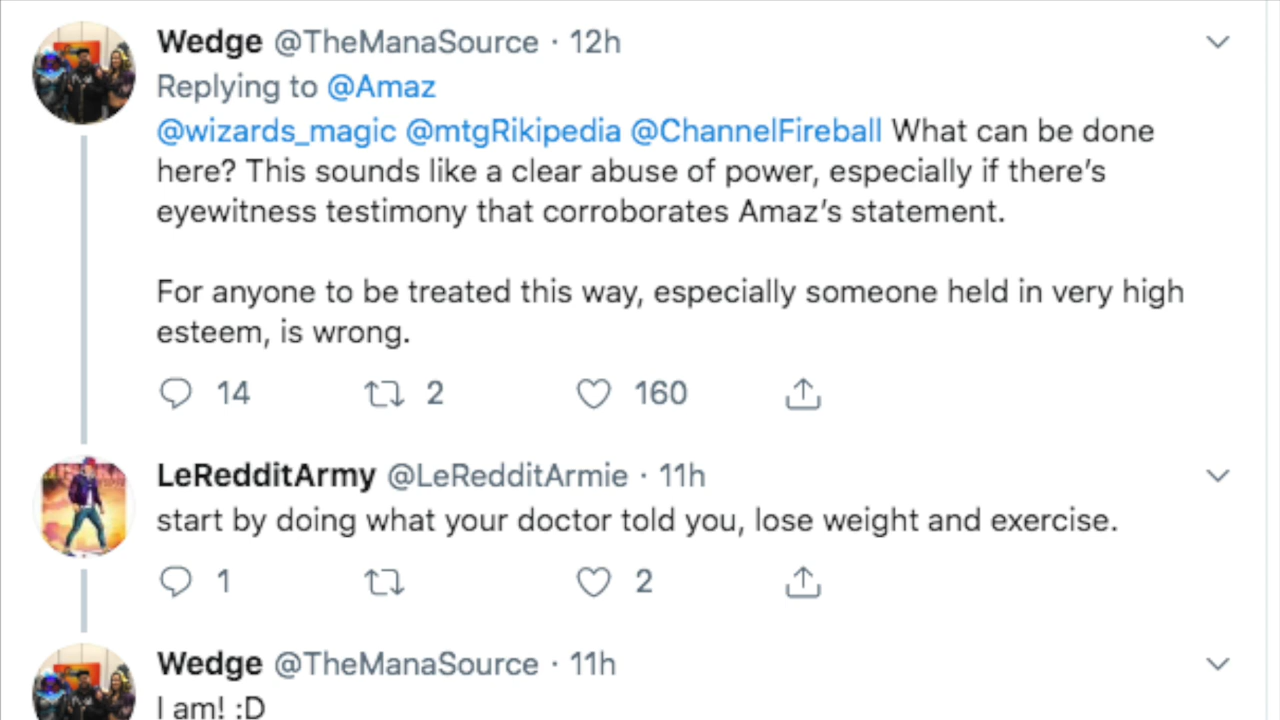 Wedge @TheManaSource · 12h
Replying to @Amaz
@wizards_magic @mtgRikipedia @ChannelFireball What can be done
here? This sounds like a clear abuse of power, especially if there’s
eyewitness testimony that corroborates Amaz’s statement.
For anyone to be treated this way, especially someone held in very high
esteem, is wrong.
14 2 160
LeRedditArmy @LeRedditArmie · 11h
start by doing what your doctor told you, lose weight and exercise.
1 2
Wedge @TheManaSource · 11h
I am! :D